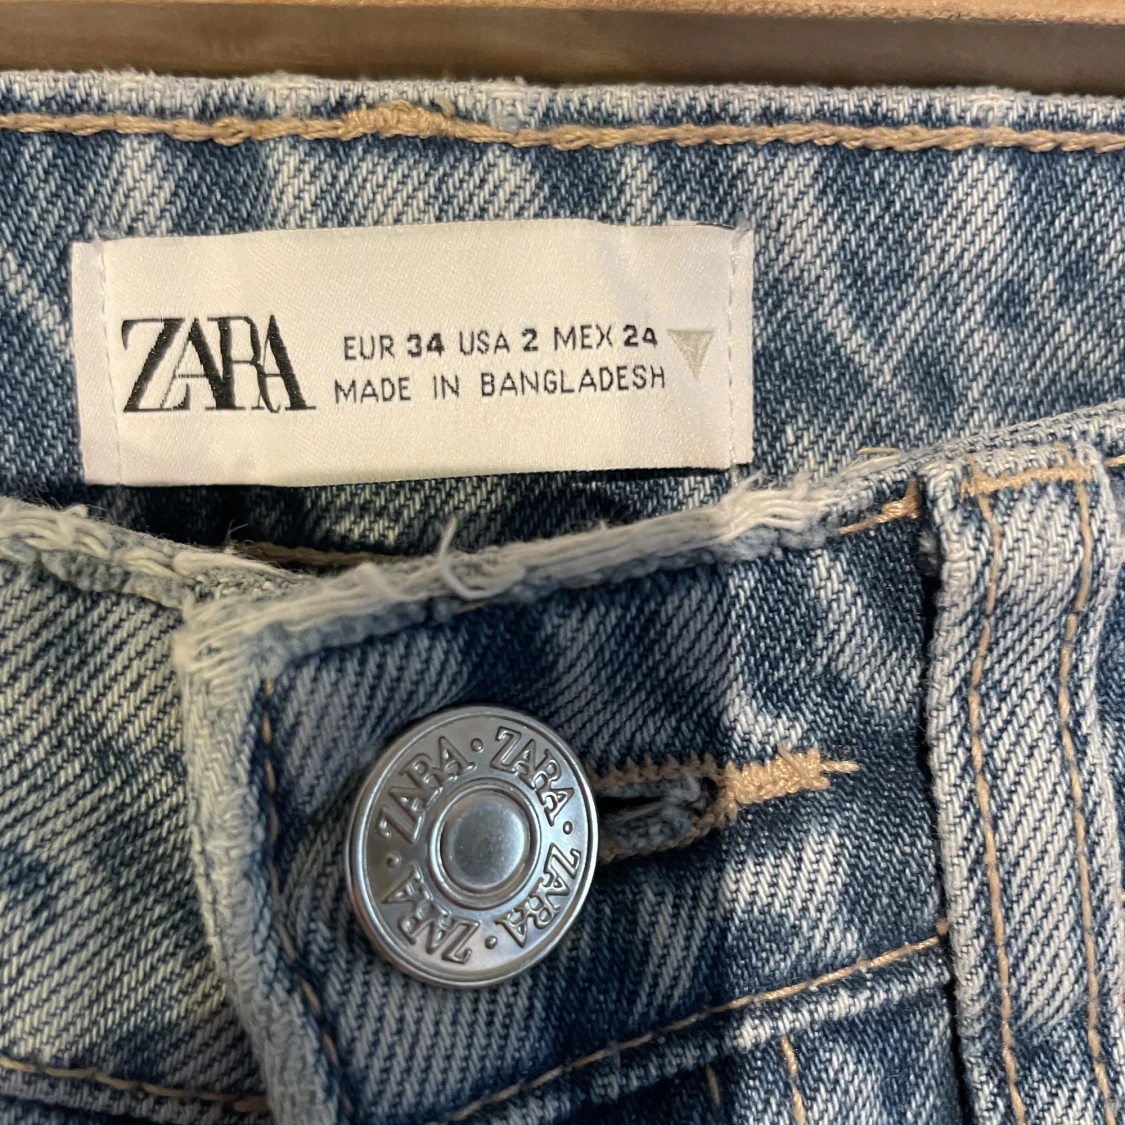 ZARA
EUR 34 USA 2 MEX 24
MADE IN BANGLADESH
ZARA · ZARA · ZARA · ZARA ·